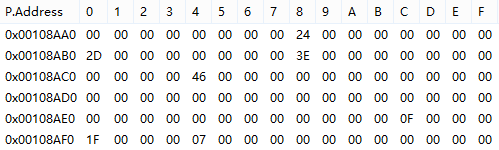 P.Address 0 1 2 3 4 5 6 7 8 9 A B C D E F
0x00108AA0 00 00 00 00 00 00 00 00 24 00 00 00 00 00 00 00
0x00108AB0 2D 00 00 00 00 00 00 00 3E 00 00 00 00 00 00 00
0x00108AC0 00 00 00 00 46 00 00 00 00 00 00 00 00 00 00 00
0x00108AD0 00 00 00 00 00 00 00 00 00 00 00 00 00 00 00 00
0x00108AE0 00 00 00 00 00 00 00 00 00 00 00 00 0F 00 00 00
0x00108AF0 1F 00 00 00 07 00 00 00 00 00 00 00 00 00 00 00